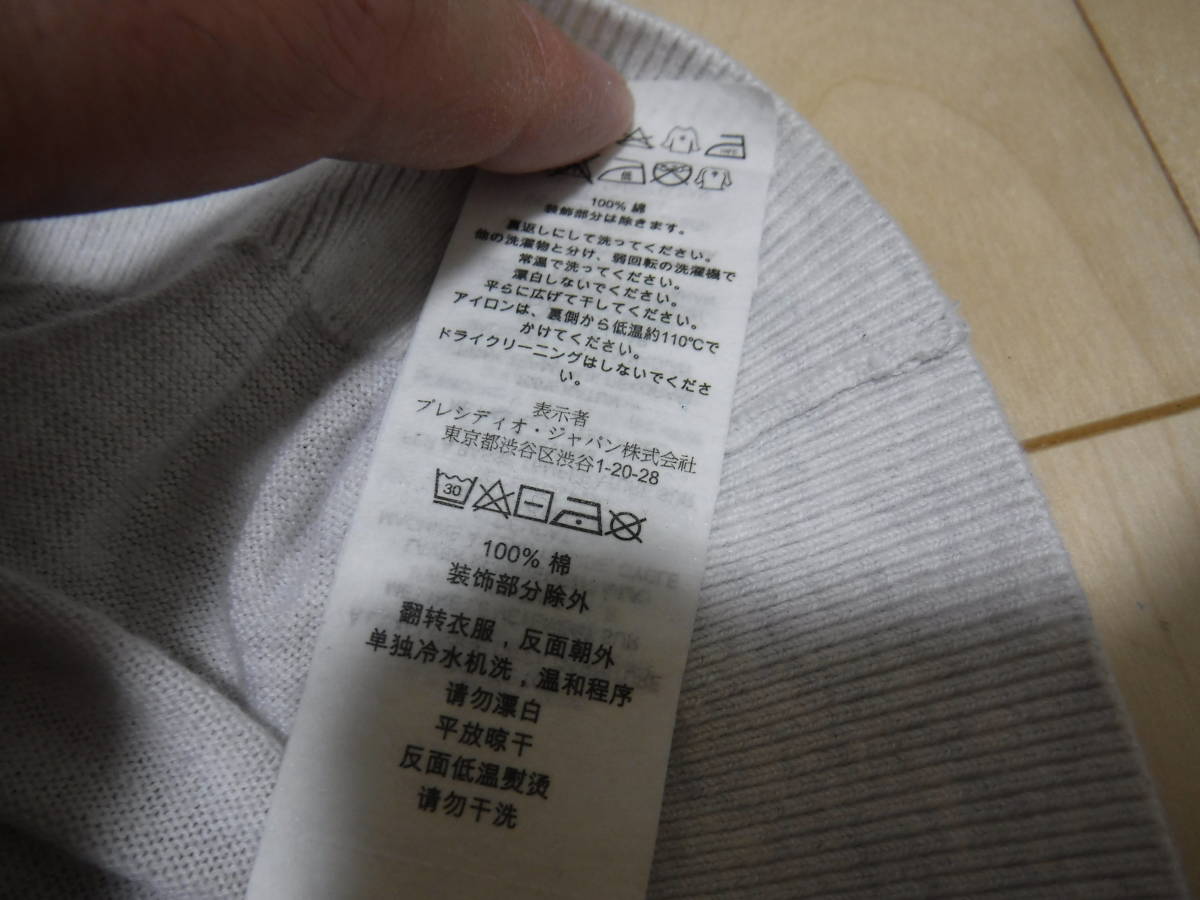 100% 綿
装飾部分は除きます。
裏返しにして洗ってください。
他の洗濯物と分け、弱回転の洗濯機で
常温で洗ってください。
漂白しないでください。
平らに広げて干してください。
アイロンは、裏側から低温約110℃で
かけてください。
ドライクリーニングはしないでくださ
い。
表示者
プレシディオ・ジャパン株式会社
東京都渋谷区渋谷1-20-28
30
100% 棉
装饰部分除外
翻转衣服，反面朝外
单独冷水机洗，温和程序
请勿漂白
平放晾干
反面低温熨烫
请勿干洗